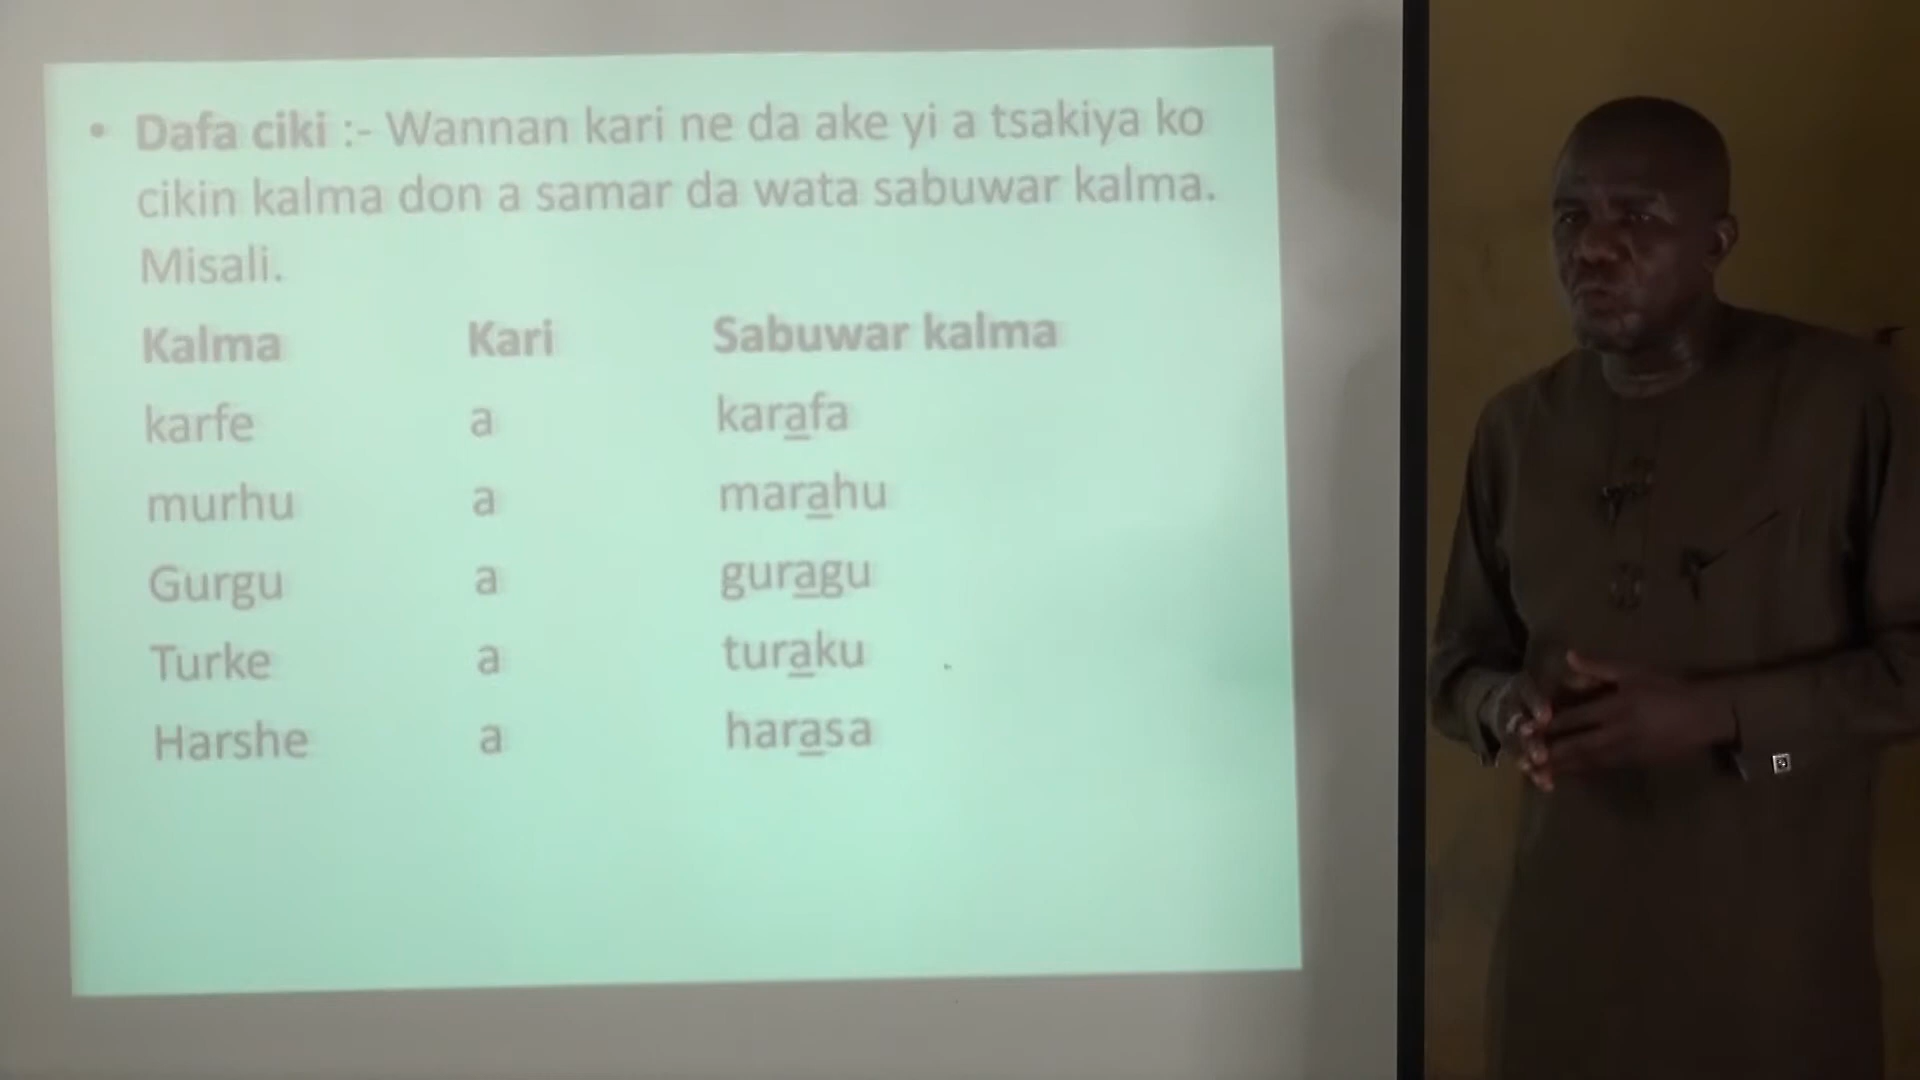 • Dafa ciki :- Wannan kari ne da ake yi a tsakiya ko
cikin kalma don a samar da wata sabuwar kalma.
Misali.
Kalma Kari Sabuwar kalma
karfe a karafa
murhu a marahu
Gurgu a guragu
Turke a turaku
Harshe a harasa